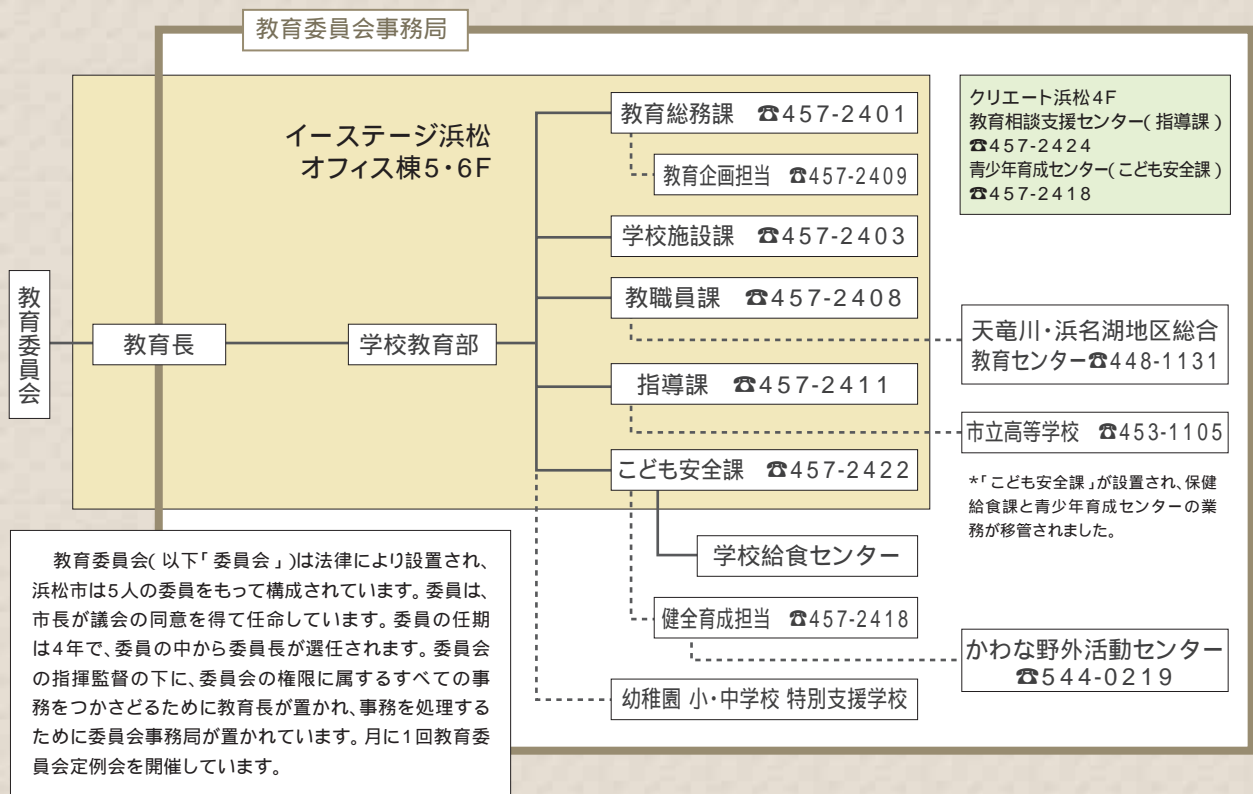 教育委員会事務局
イーステージ浜松
オフィス棟5・6F
教育委員会
教育長
学校教育部
教育総務課 ☎457-2401
教育企画担当 ☎457-2409
学校施設課 ☎457-2403
教職員課 ☎457-2408
指導課 ☎457-2411
こども安全課 ☎457-2422
学校給食センター
健全育成担当 ☎457-2418
幼稚園 小・中学校 特別支援学校
クリエート浜松4F
教育相談支援センター(指導課)
☎457-2424
青少年育成センター(こども安全課)
☎457-2418
天竜川・浜名湖地区総合
教育センター☎448-1131
市立高等学校 ☎453-1105
*「こども安全課」が設置され、保健
給食課と青少年育成センターの業
務が移管されました。
かわな野外活動センター
☎544-0219
教育委員会(以下「委員会」)は法律により設置され、
浜松市は5人の委員をもって構成されています。委員は、
市長が議会の同意を得て任命しています。委員の任期
は4年で、委員の中から委員長が選任されます。委員会
の指揮監督の下に、委員会の権限に属するすべての事
務をつかさどるために教育長が置かれ、事務を処理する
ために委員会事務局が置かれています。月に1回教育委
員会定例会を開催しています。